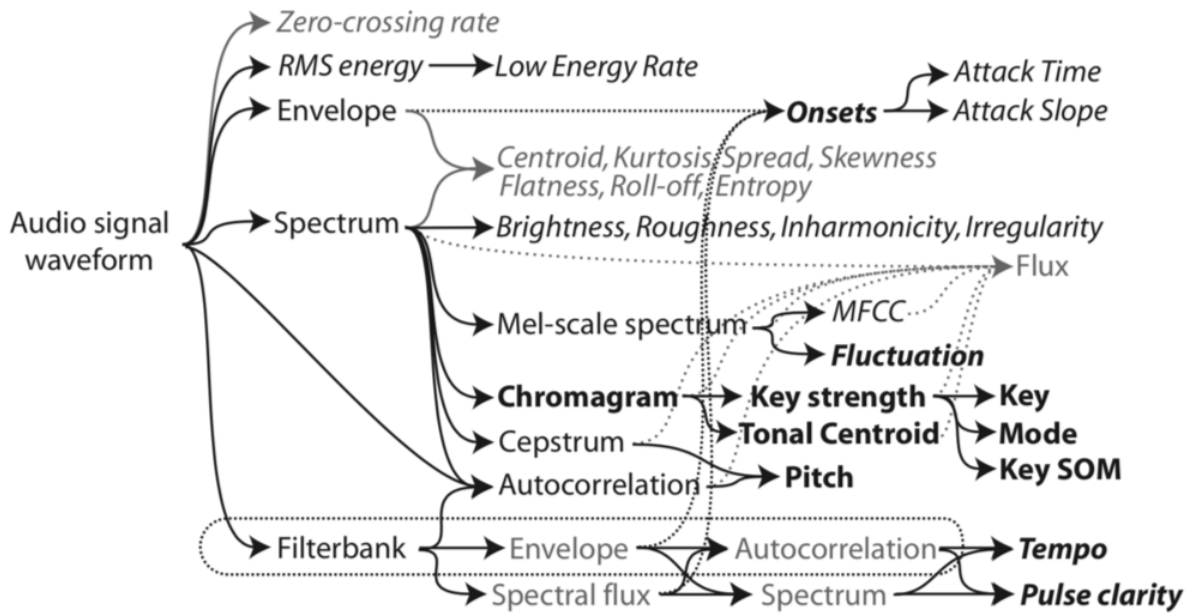 Zero-crossing rate
RMS energy Low Energy Rate
Attack Time
Envelope Onsets Attack Slope
Centroid, Kurtosis, Spread, Skewness
Flatness, Roll-off, Entropy
Audio signal
waveform
Spectrum Brightness, Roughness, Inharmonicity, Irregularity
Flux
Mel-scale spectrum MFCC
Fluctuation
Chromagram Key strength Key
Cepstrum Tonal Centroid Mode
Autocorrelation Pitch Key SOM
Filterbank Envelope Autocorrelation Tempo
Spectral flux Spectrum Pulse clarity